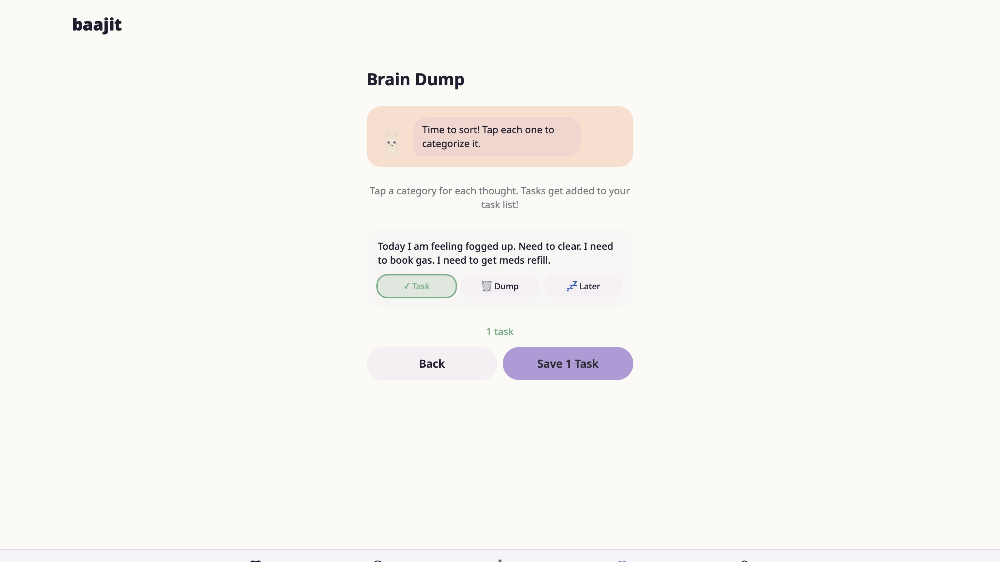 baajit
Brain Dump
Time to sort! Tap each one to
categorize it.
Tap a category for each thought. Tasks get added to your
task list!
Today I am feeling fogged up. Need to clear. I need
to book gas. I need to get meds refill.
✓ Task
🗑️ Dump
💤 Later
1 task
Back
Save 1 Task